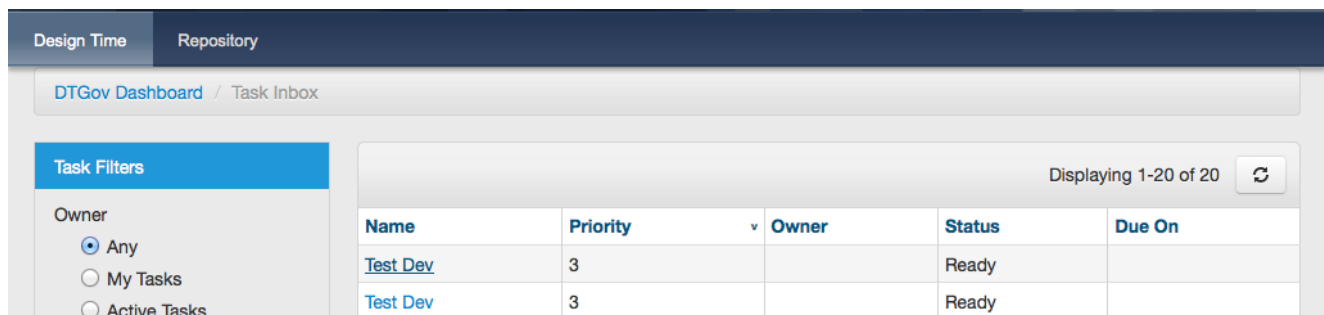 Design Time Repository
DTGov Dashboard / Task Inbox
Task Filters
Displaying 1-20 of 20
Owner
Any
My Tasks
Active Tasks
Name Priority v Owner Status Due On
Test Dev 3 Ready
Test Dev 3 Ready